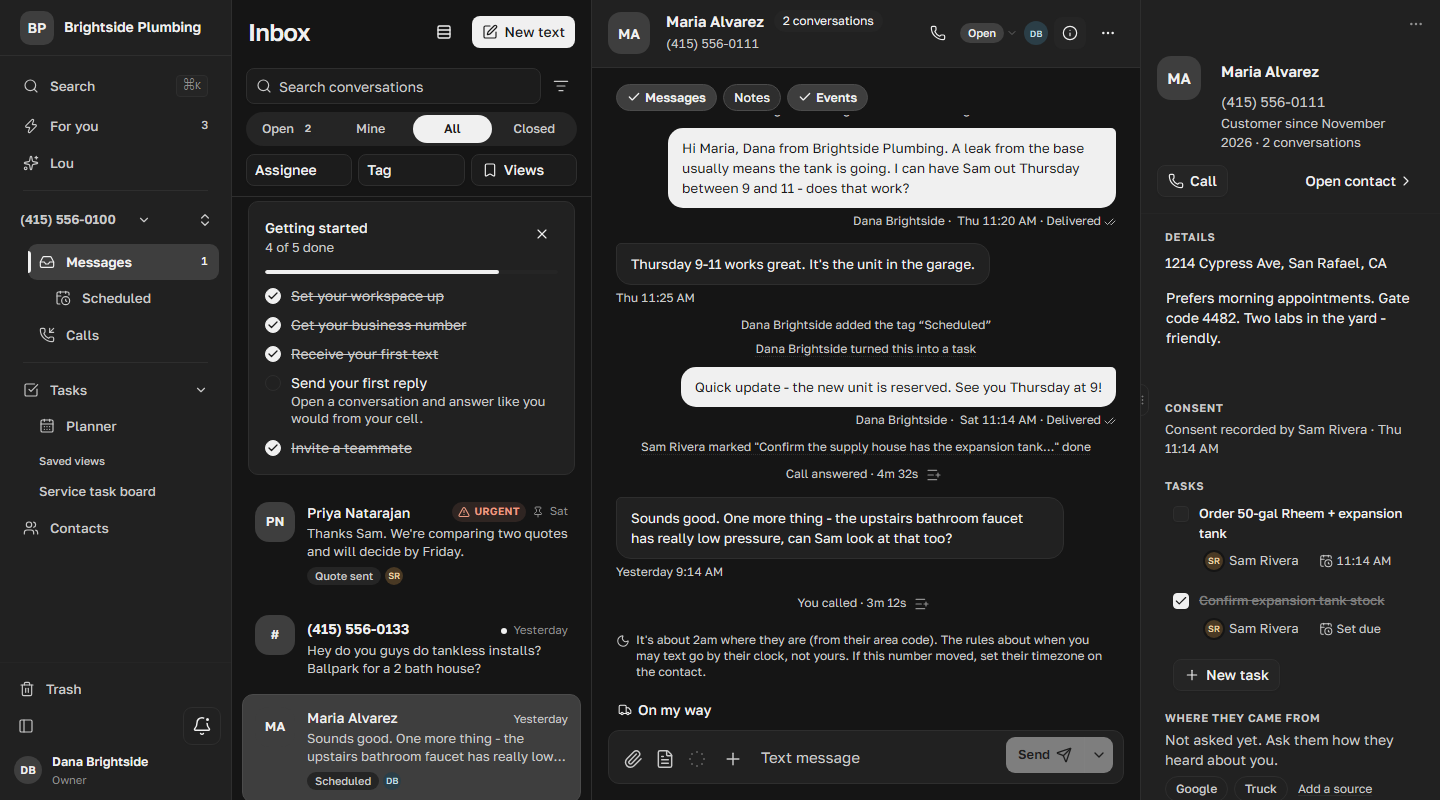 BP
Brightside Plumbing
Search
⌘K
For you
3
Lou
(415) 556-0100
Messages
1
Scheduled
Calls
Tasks
Planner
Saved views
Service task board
Contacts
Trash
DB
Dana Brightside
Owner
Inbox
New text
Search conversations
Open 2
Mine
All
Closed
Assignee
Tag
Views
Getting started
4 of 5 done
Set your workspace up
Get your business number
Receive your first text
Send your first reply
Open a conversation and answer like you
would from your cell.
Invite a teammate
PN
Priya Natarajan
URGENT
Sat
Thanks Sam. We're comparing two quotes
and will decide by Friday.
Quote sent
SR
#
(415) 556-0133
Yesterday
Hey do you guys do tankless installs?
Ballpark for a 2 bath house?
MA
Maria Alvarez
Yesterday
Sounds good. One more thing - the
upstairs bathroom faucet has really low...
Scheduled
DB
MA
Maria Alvarez
2 conversations
(415) 556-0111
Open
DB
Messages
Notes
Events
Hi Maria, Dana from Brightside Plumbing. A leak from the base
usually means the tank is going. I can have Sam out Thursday
between 9 and 11 - does that work?
Dana Brightside · Thu 11:20 AM · Delivered
Thursday 9-11 works great. It's the unit in the garage.
Thu 11:25 AM
Dana Brightside added the tag “Scheduled”
Dana Brightside turned this into a task
Quick update - the new unit is reserved. See you Thursday at 9!
Dana Brightside · Sat 11:14 AM · Delivered
Sam Rivera marked "Confirm the supply house has the expansion tank..." done
Call answered · 4m 32s
Sounds good. One more thing - the upstairs bathroom faucet
has really low pressure, can Sam look at that too?
Yesterday 9:14 AM
You called · 3m 12s
It's about 2am where they are (from their area code). The rules about when you
may text go by their clock, not yours. If this number moved, set their timezone on
the contact.
On my way
Text message
Send
MA
Maria Alvarez
(415) 556-0111
Customer since November
2026 · 2 conversations
Call
Open contact
DETAILS
1214 Cypress Ave, San Rafael, CA
Prefers morning appointments. Gate
code 4482. Two labs in the yard -
friendly.
CONSENT
Consent recorded by Sam Rivera · Thu
11:14 AM
TASKS
Order 50-gal Rheem + expansion
tank
SR
Sam Rivera
11:14 AM
Confirm expansion tank stock
SR
Sam Rivera
Set due
New task
WHERE THEY CAME FROM
Not asked yet. Ask them how they
heard about you.
Google
Truck
Add a source